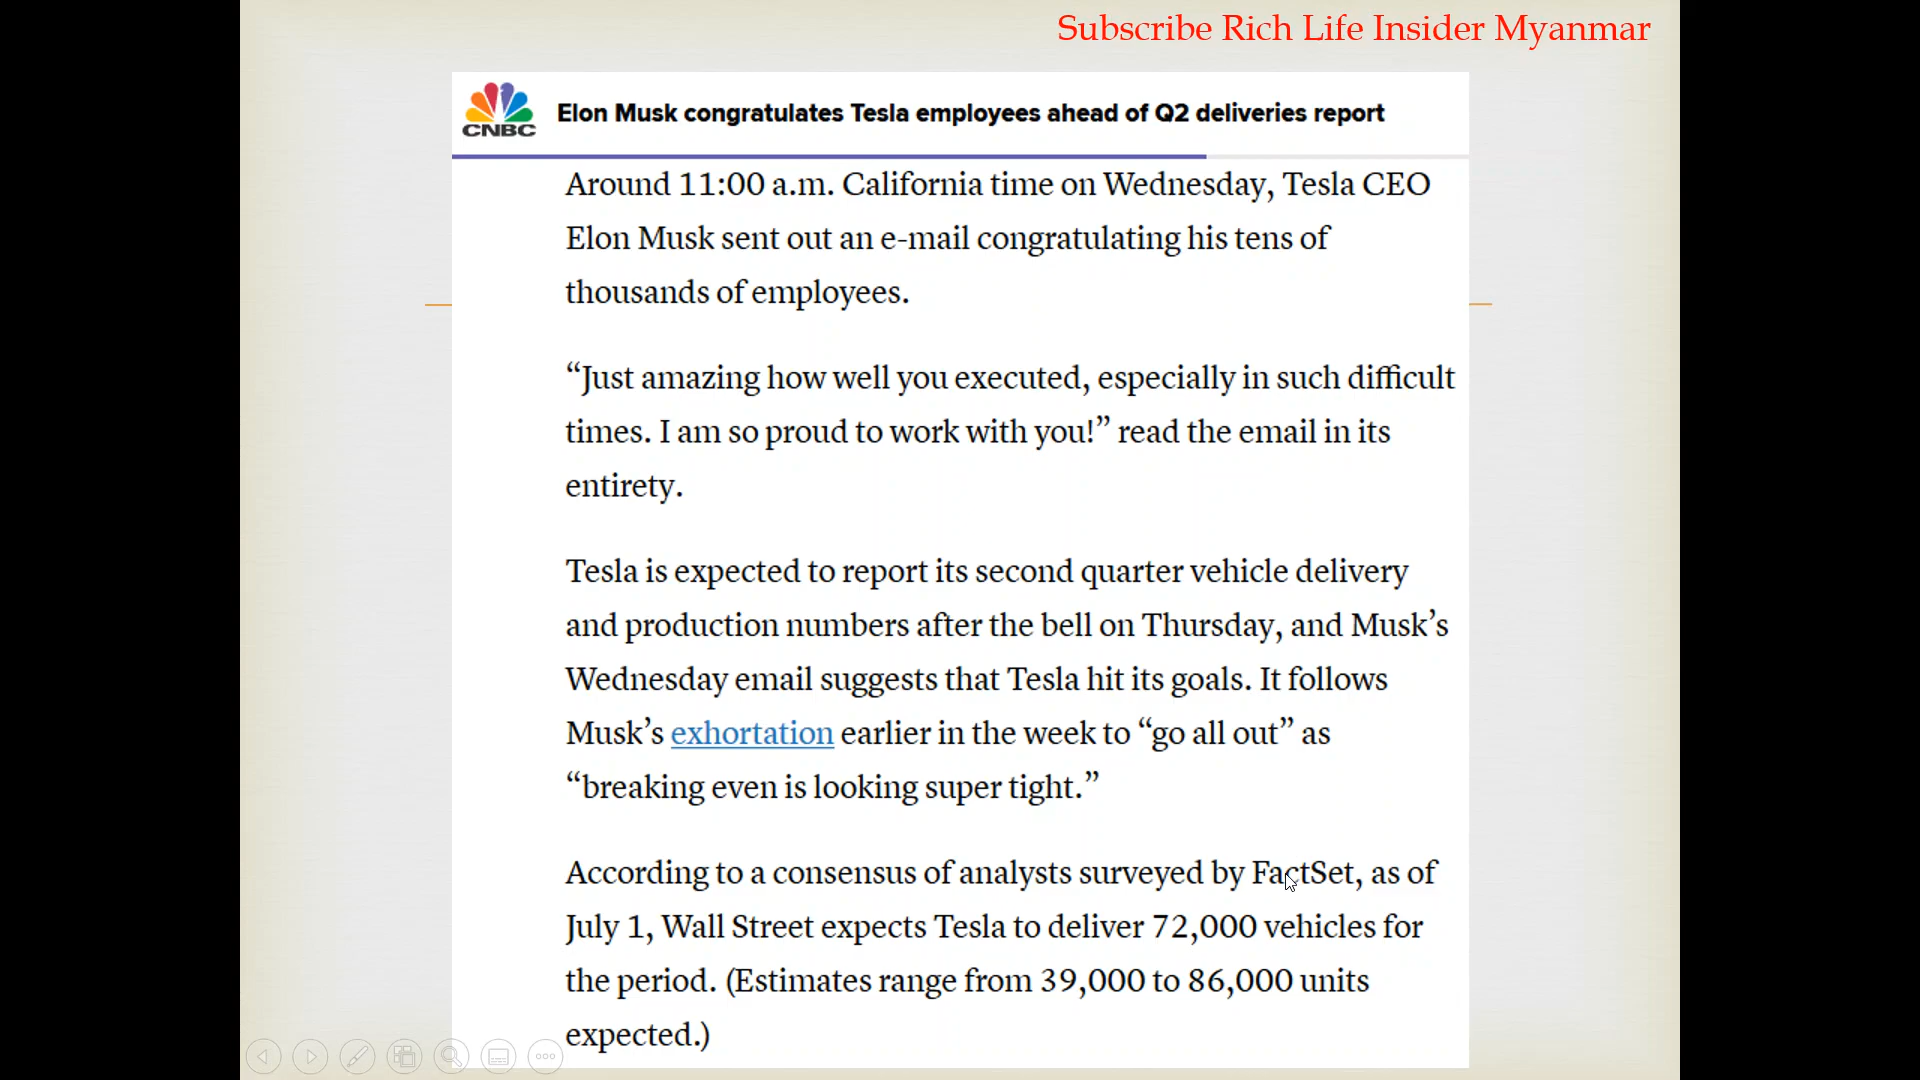 Subscribe Rich Life Insider Myanmar
CNBC
Elon Musk congratulates Tesla employees ahead of Q2 deliveries report
Around 11:00 a.m. California time on Wednesday, Tesla CEO
Elon Musk sent out an e-mail congratulating his tens of
thousands of employees.
“Just amazing how well you executed, especially in such difficult
times. I am so proud to work with you!” read the email in its
entirety.
Tesla is expected to report its second quarter vehicle delivery
and production numbers after the bell on Thursday, and Musk’s
Wednesday email suggests that Tesla hit its goals. It follows
Musk’s exhortation earlier in the week to “go all out” as
“breaking even is looking super tight.”
According to a consensus of analysts surveyed by FactSet, as of
July 1, Wall Street expects Tesla to deliver 72,000 vehicles for
the period. (Estimates range from 39,000 to 86,000 units
expected.)